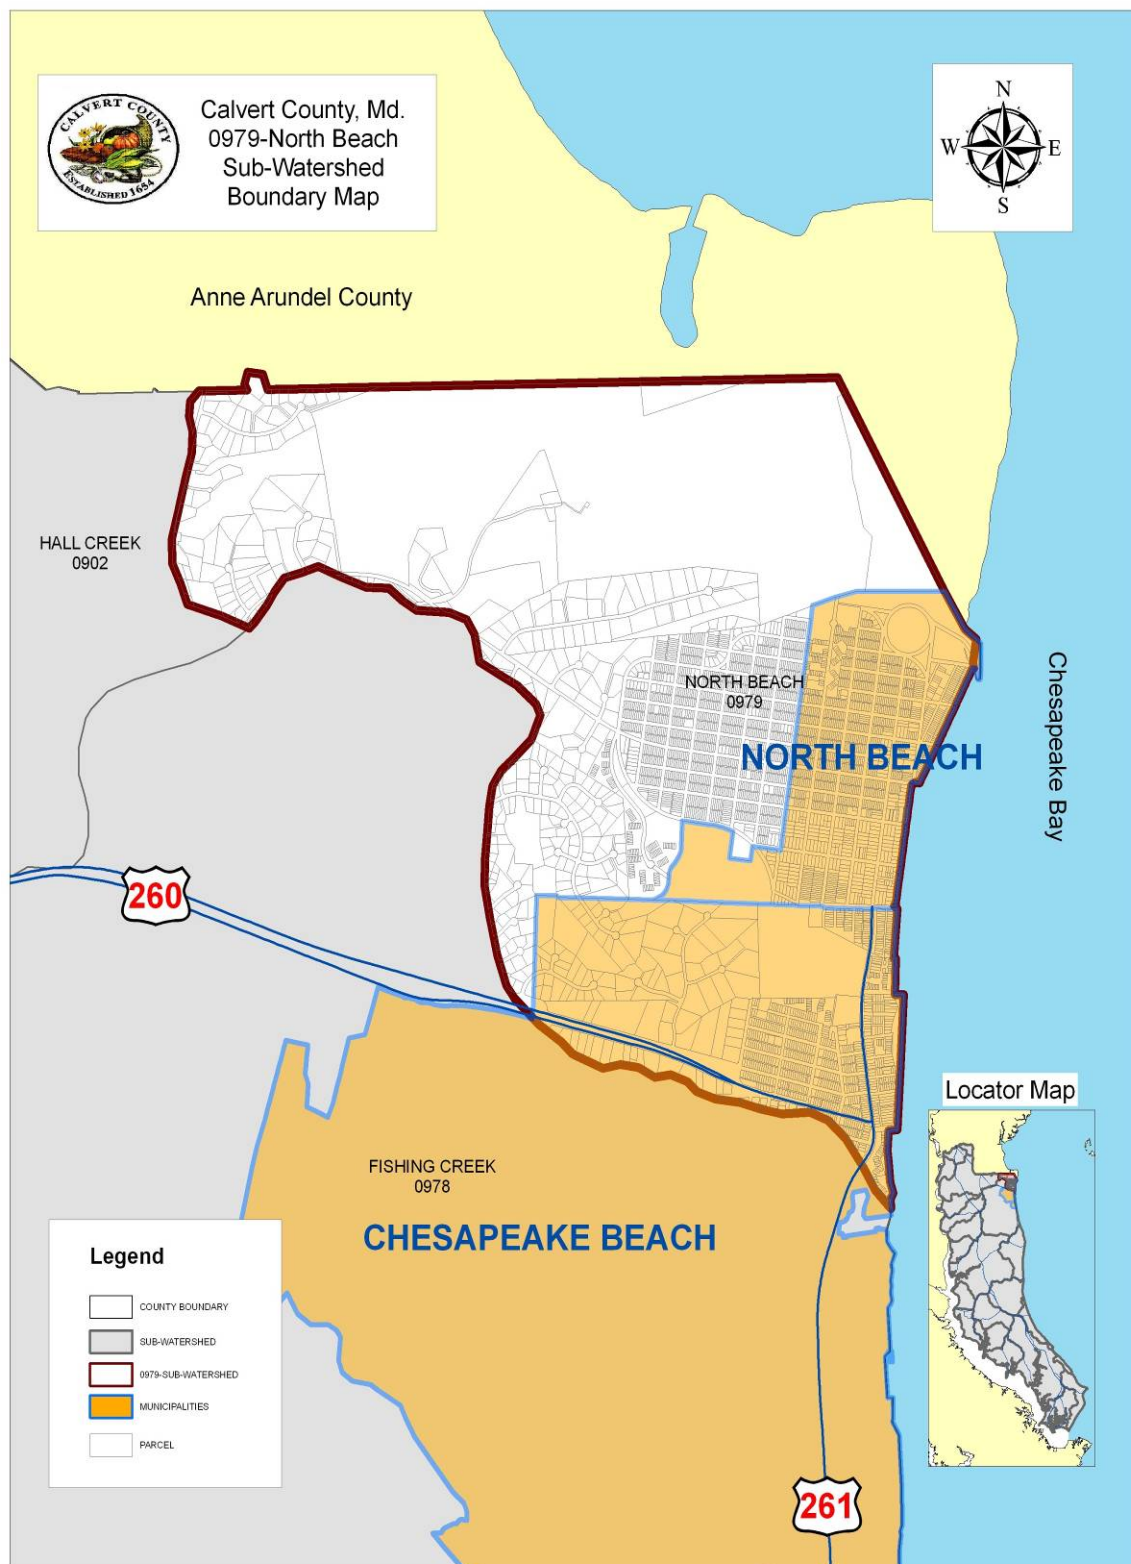 CALVERT COUNTY
ESTABLISHED 1654
Calvert County, Md.
0979-North Beach
Sub-Watershed
Boundary Map
N
W
E
S
Anne Arundel County
HALL CREEK
0902
NORTH BEACH
0979
NORTH BEACH
Chesapeake Bay
260
Locator Map
FISHING CREEK
0978
CHESAPEAKE BEACH
Legend
COUNTY BOUNDARY
SUB-WATERSHED
0979-SUB-WATERSHED
MUNICIPALITIES
PARCEL
261